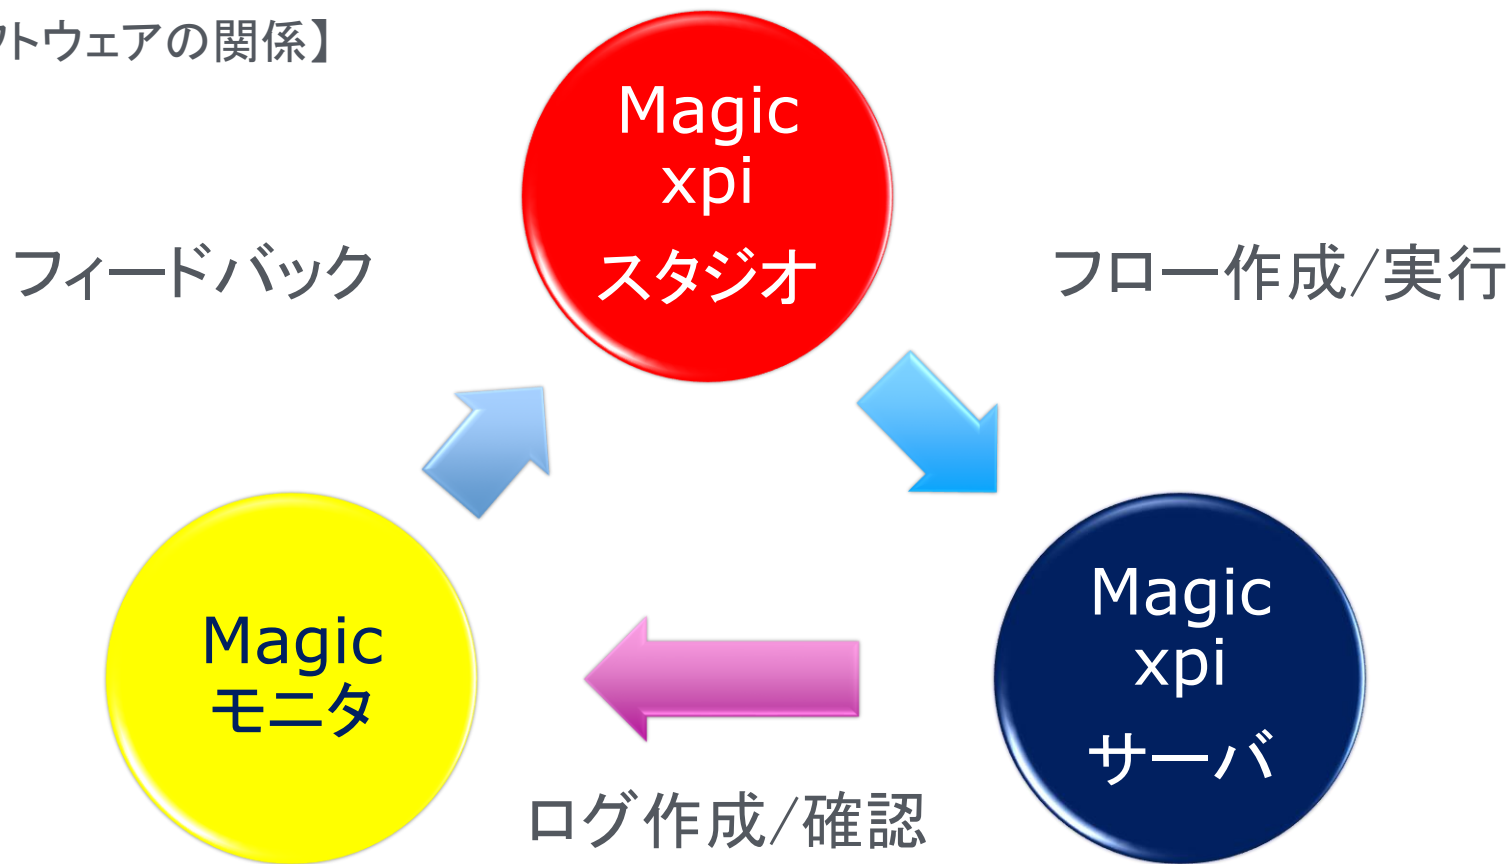 フトウェアの関係】
Magic
xpi
スタジオ
フィードバック
フロー作成/実行
Magic
モニタ
Magic
xpi
サーバ
ログ作成/確認